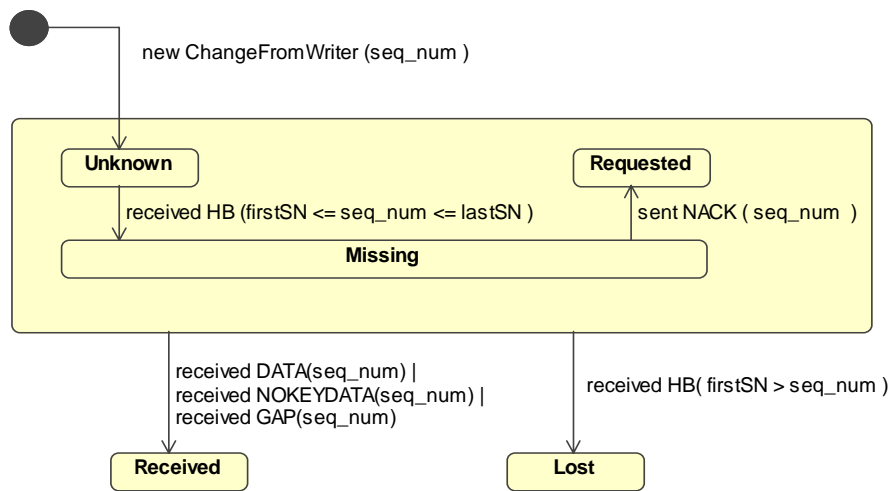 new ChangeFromWriter (seq_num )
Unknown
Requested
received HB (firstSN <= seq_num <= lastSN )
sent NACK ( seq_num )
Missing
received DATA(seq_num) |
received NOKEYDATA(seq_num) |
received GAP(seq_num)
received HB( firstSN > seq_num )
Received
Lost